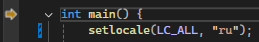 int main() {
setlocale(LC_ALL, "ru");